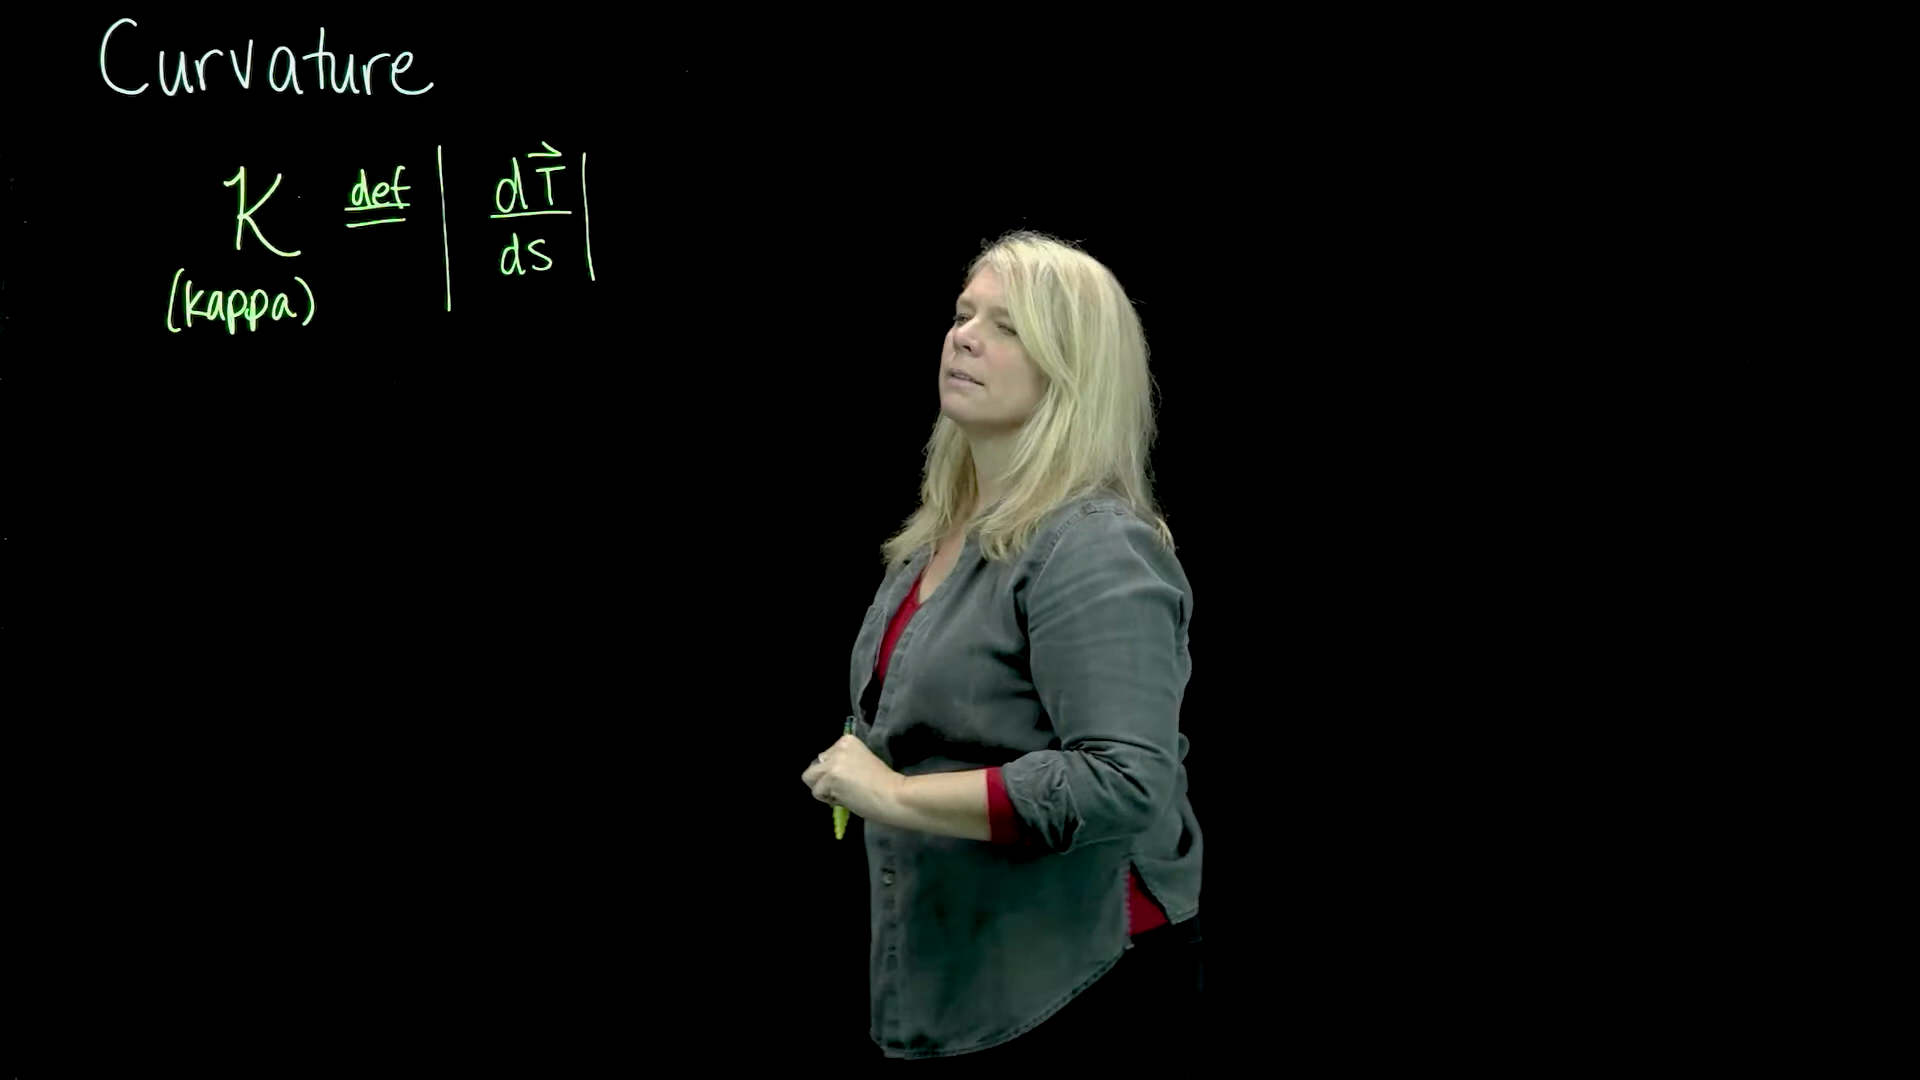 Curvature
K def = | dT⃗ / ds |
(kappa)